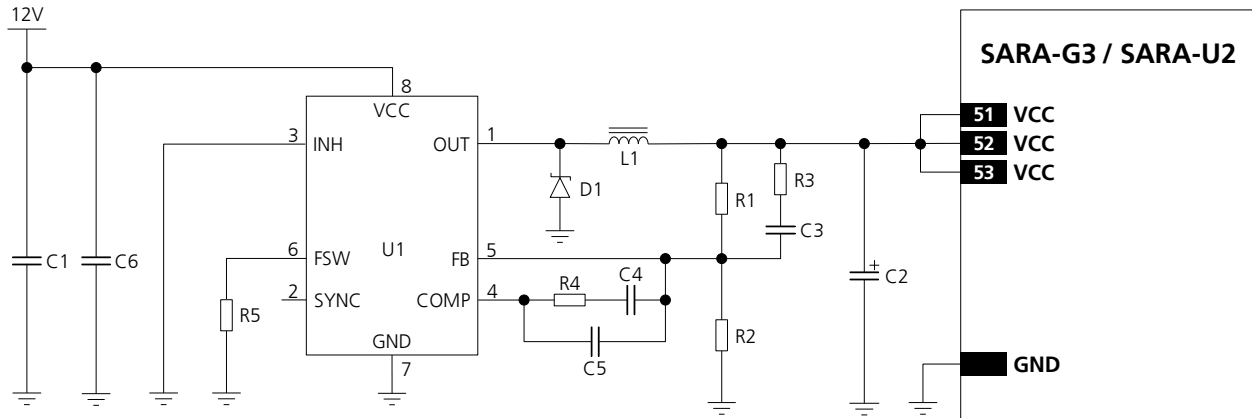 12V
SARA-G3 / SARA-U2
8
VCC
51 VCC
3 INH
OUT 1
52 VCC
L1
53 VCC
R3
D1
R1
C3
U1
6 FSW
FB 5
C1
C6
C4
C2
+
R4
2 SYNC
COMP 4
R5
R2
GND
C5
7
GND